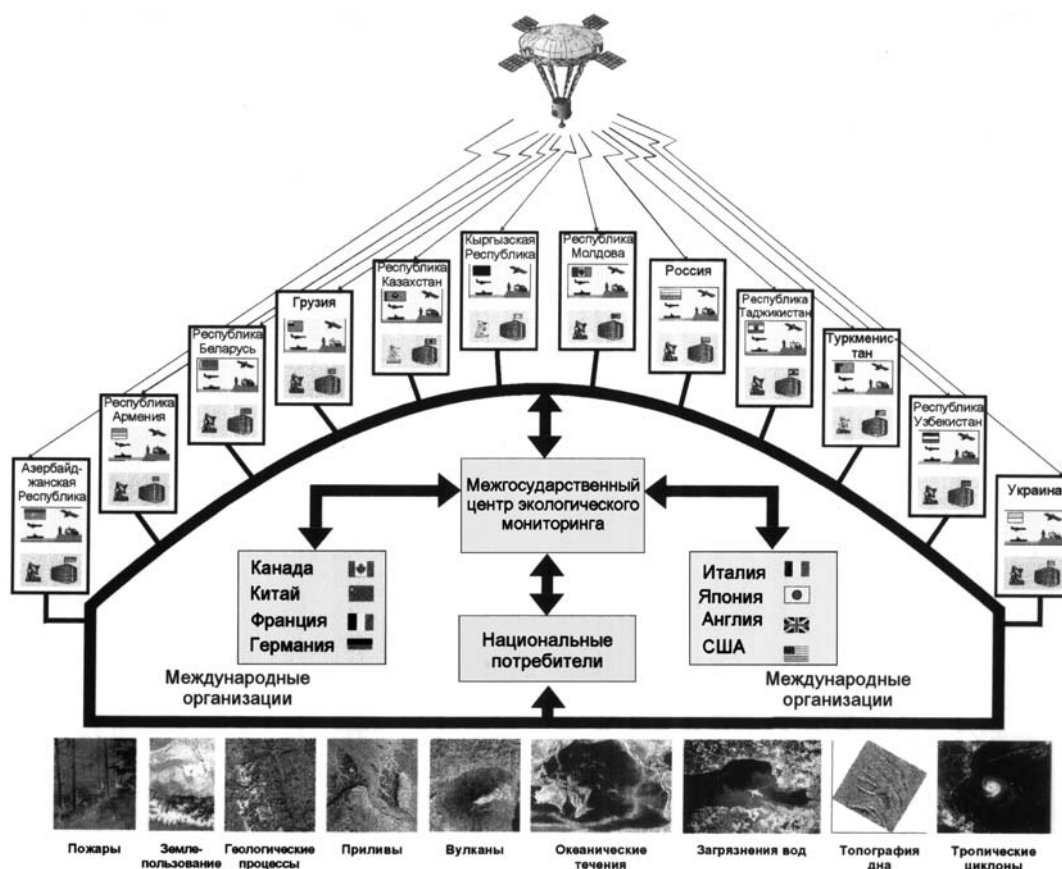 Кыргызская
Республика
Республика
Молдова
Республика
Казахстан
Россия
Грузия
Республика
Таджикистан
Республика
Беларусь
Туркменис-
тан
Республика
Армения
Республика
Узбекистан
Азербайд-
жанская
Республика
Украина
Межгосударственный
центр экологического
мониторинга
Канада
Китай
Франция
Германия
Международные
организации
Национальные
потребители
Италия
Япония
Англия
США
Международные
организации
Пожары
Земле-
пользование
Геологические
процессы
Приливы
Вулканы
Океанические
течения
Загрязнения вод
Топография
дна
Тропические
циклоны